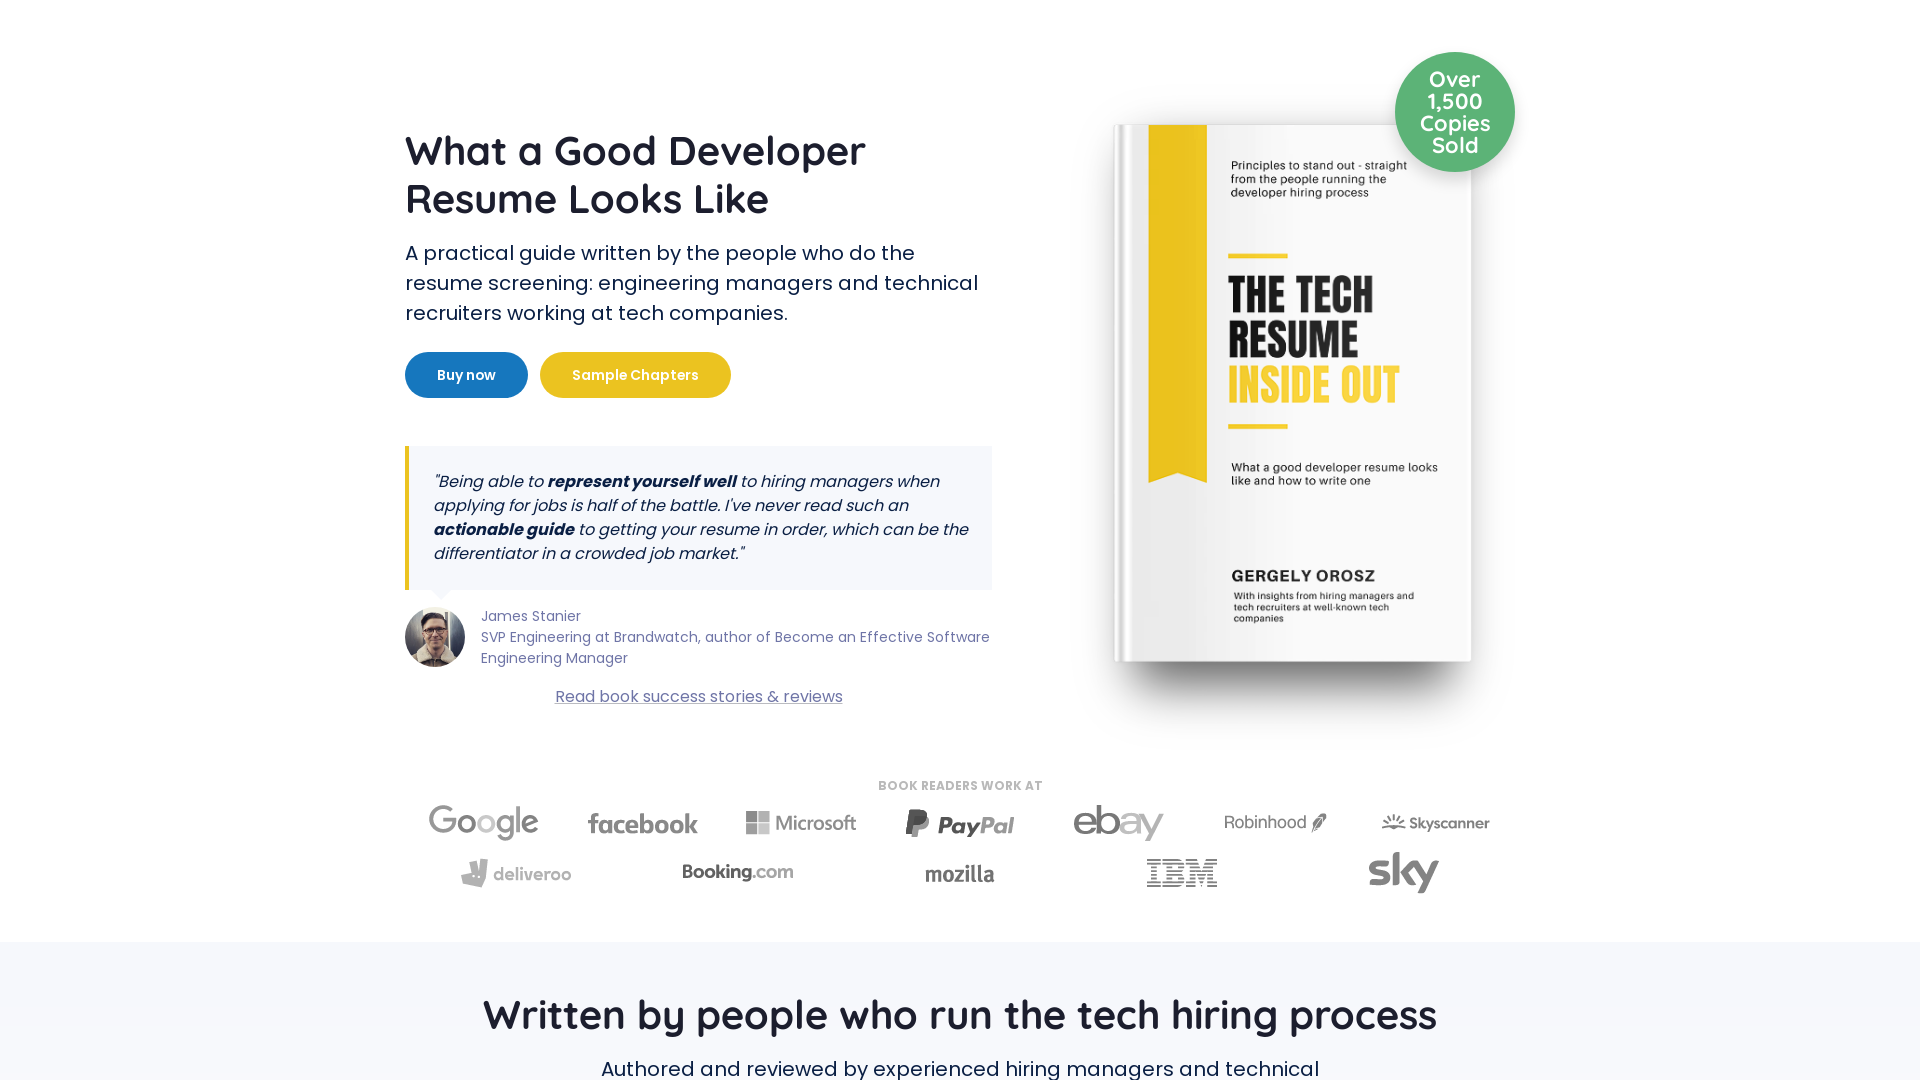 Over
1,500
Copies
Sold
What a Good Developer
Resume Looks Like
A practical guide written by the people who do the
resume screening: engineering managers and technical
recruiters working at tech companies.
Buy now
Sample Chapters
"Being able to represent yourself well to hiring managers when
applying for jobs is half of the battle. I've never read such an
actionable guide to getting your resume in order, which can be the
differentiator in a crowded job market."
James Stanier
SVP Engineering at Brandwatch, author of Become an Effective Software
Engineering Manager
Read book success stories & reviews
Principles to stand out - straight
from the people running the
developer hiring process
THE TECH
RESUME
INSIDE OUT
What a good developer resume looks
like and how to write one
GERGELY OROSZ
With insights from hiring managers and
tech recruiters at well-known tech
companies
BOOK READERS WORK AT
Google facebook Microsoft PayPal ebay Robinhood Skyscanner
deliveroo Booking.com mozilla IBM sky
Written by people who run the tech hiring process
Authored and reviewed by experienced hiring managers and technical